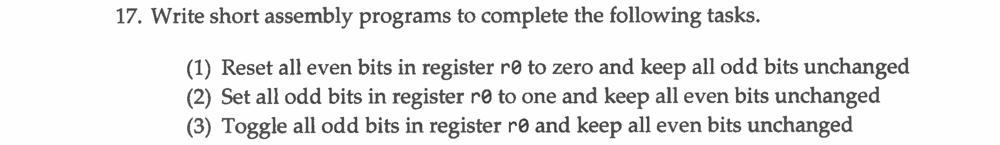 17. Write short assembly programs to complete the following tasks.
(1) Reset all even bits in register r0 to zero and keep all odd bits unchanged
(2) Set all odd bits in register r0 to one and keep all even bits unchanged
(3) Toggle all odd bits in register r0 and keep all even bits unchanged